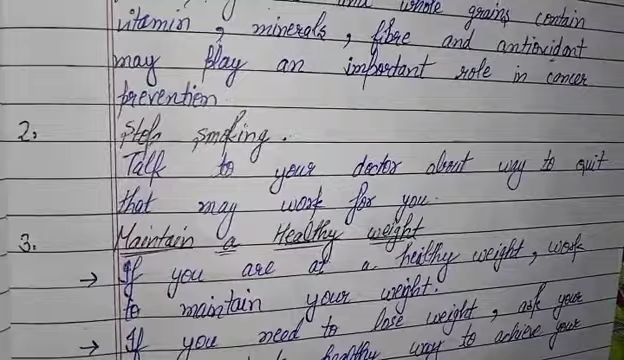 and whole grains contain
vitamin, minerals, fibre and antioxidant
may play an important role in cancer
prevention
2. Stop smoking.
Talk to your doctor about way to quit
that may work for you.
3. Maintain a Healthy weight
→ If you are at a heilthy weight, work
to maintain your weight.
→ If you need to lose weight, ask your
healthy way to achieve your